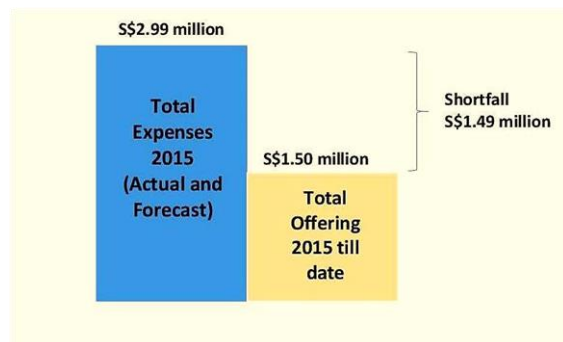 S$2.99 million
Total
Expenses
2015
(Actual and
Forecast)
S$1.50 million
Total
Offering
2015 till
date
Shortfall
S$1.49 million